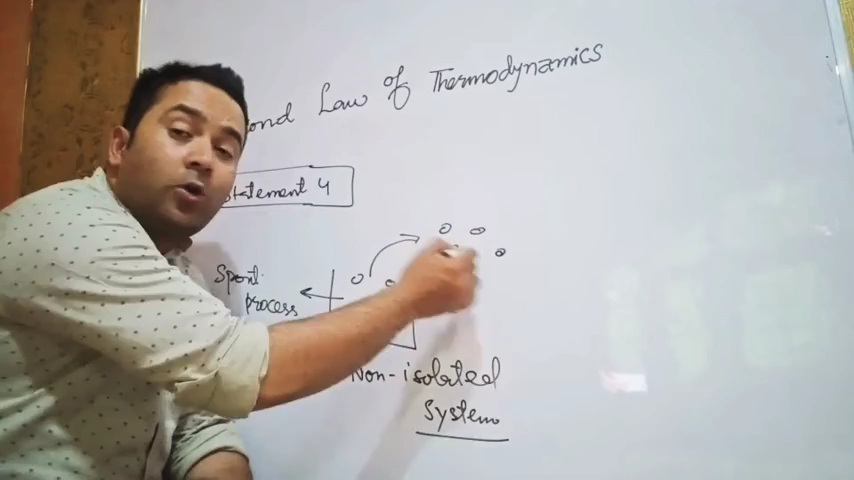 ond Law of Thermodynamics
Statement 4
Spont.
process
Non-isolated
System